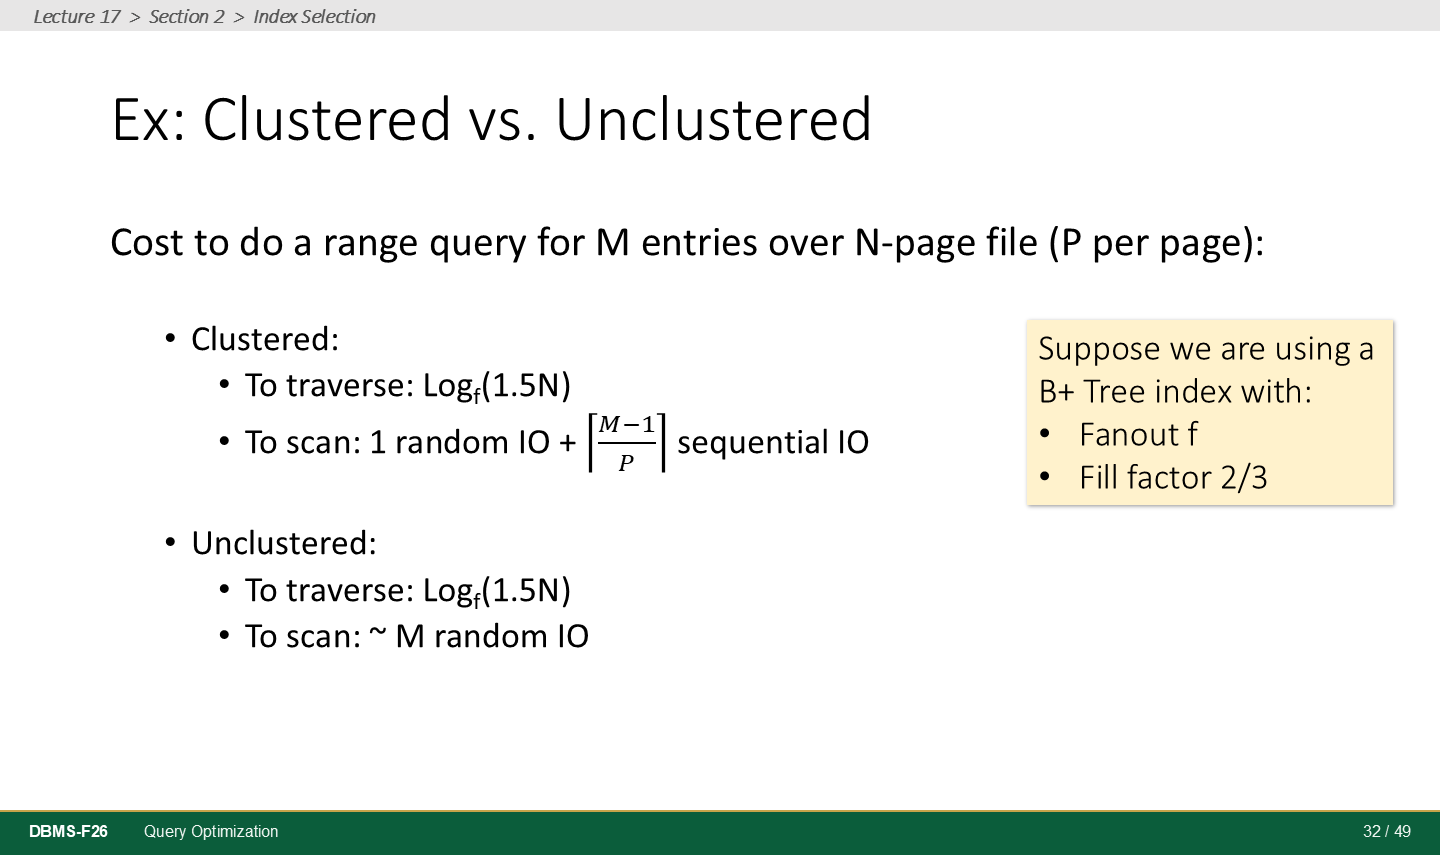 Lecture 17 > Section 2 > Index Selection
Ex: Clustered vs. Unclustered
Cost to do a range query for M entries over N-page file (P per page):
• Clustered:
• To traverse: Log_f(1.5N)
• To scan: 1 random IO + ⌈(M−1)/P⌉ sequential IO
• Unclustered:
• To traverse: Log_f(1.5N)
• To scan: ~ M random IO
Suppose we are using a
B+ Tree index with:
• Fanout f
• Fill factor 2/3
DBMS-F26 Query Optimization 32 / 49